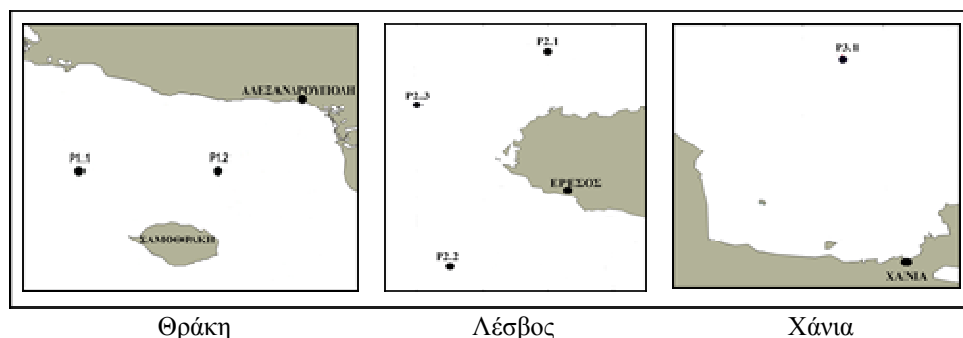 ΑΛΕΞΑΝΔΡΟΥΠΟΛΗ
P1.1
P1.2
ΣΑΜΟΘΡΑΚΗ
P2.1
P2.3
ΕΡΕΣΟΣ
P2.2
P3.1
ΧΑΝΙΑ
Θράκη
Λέσβος
Χάνια